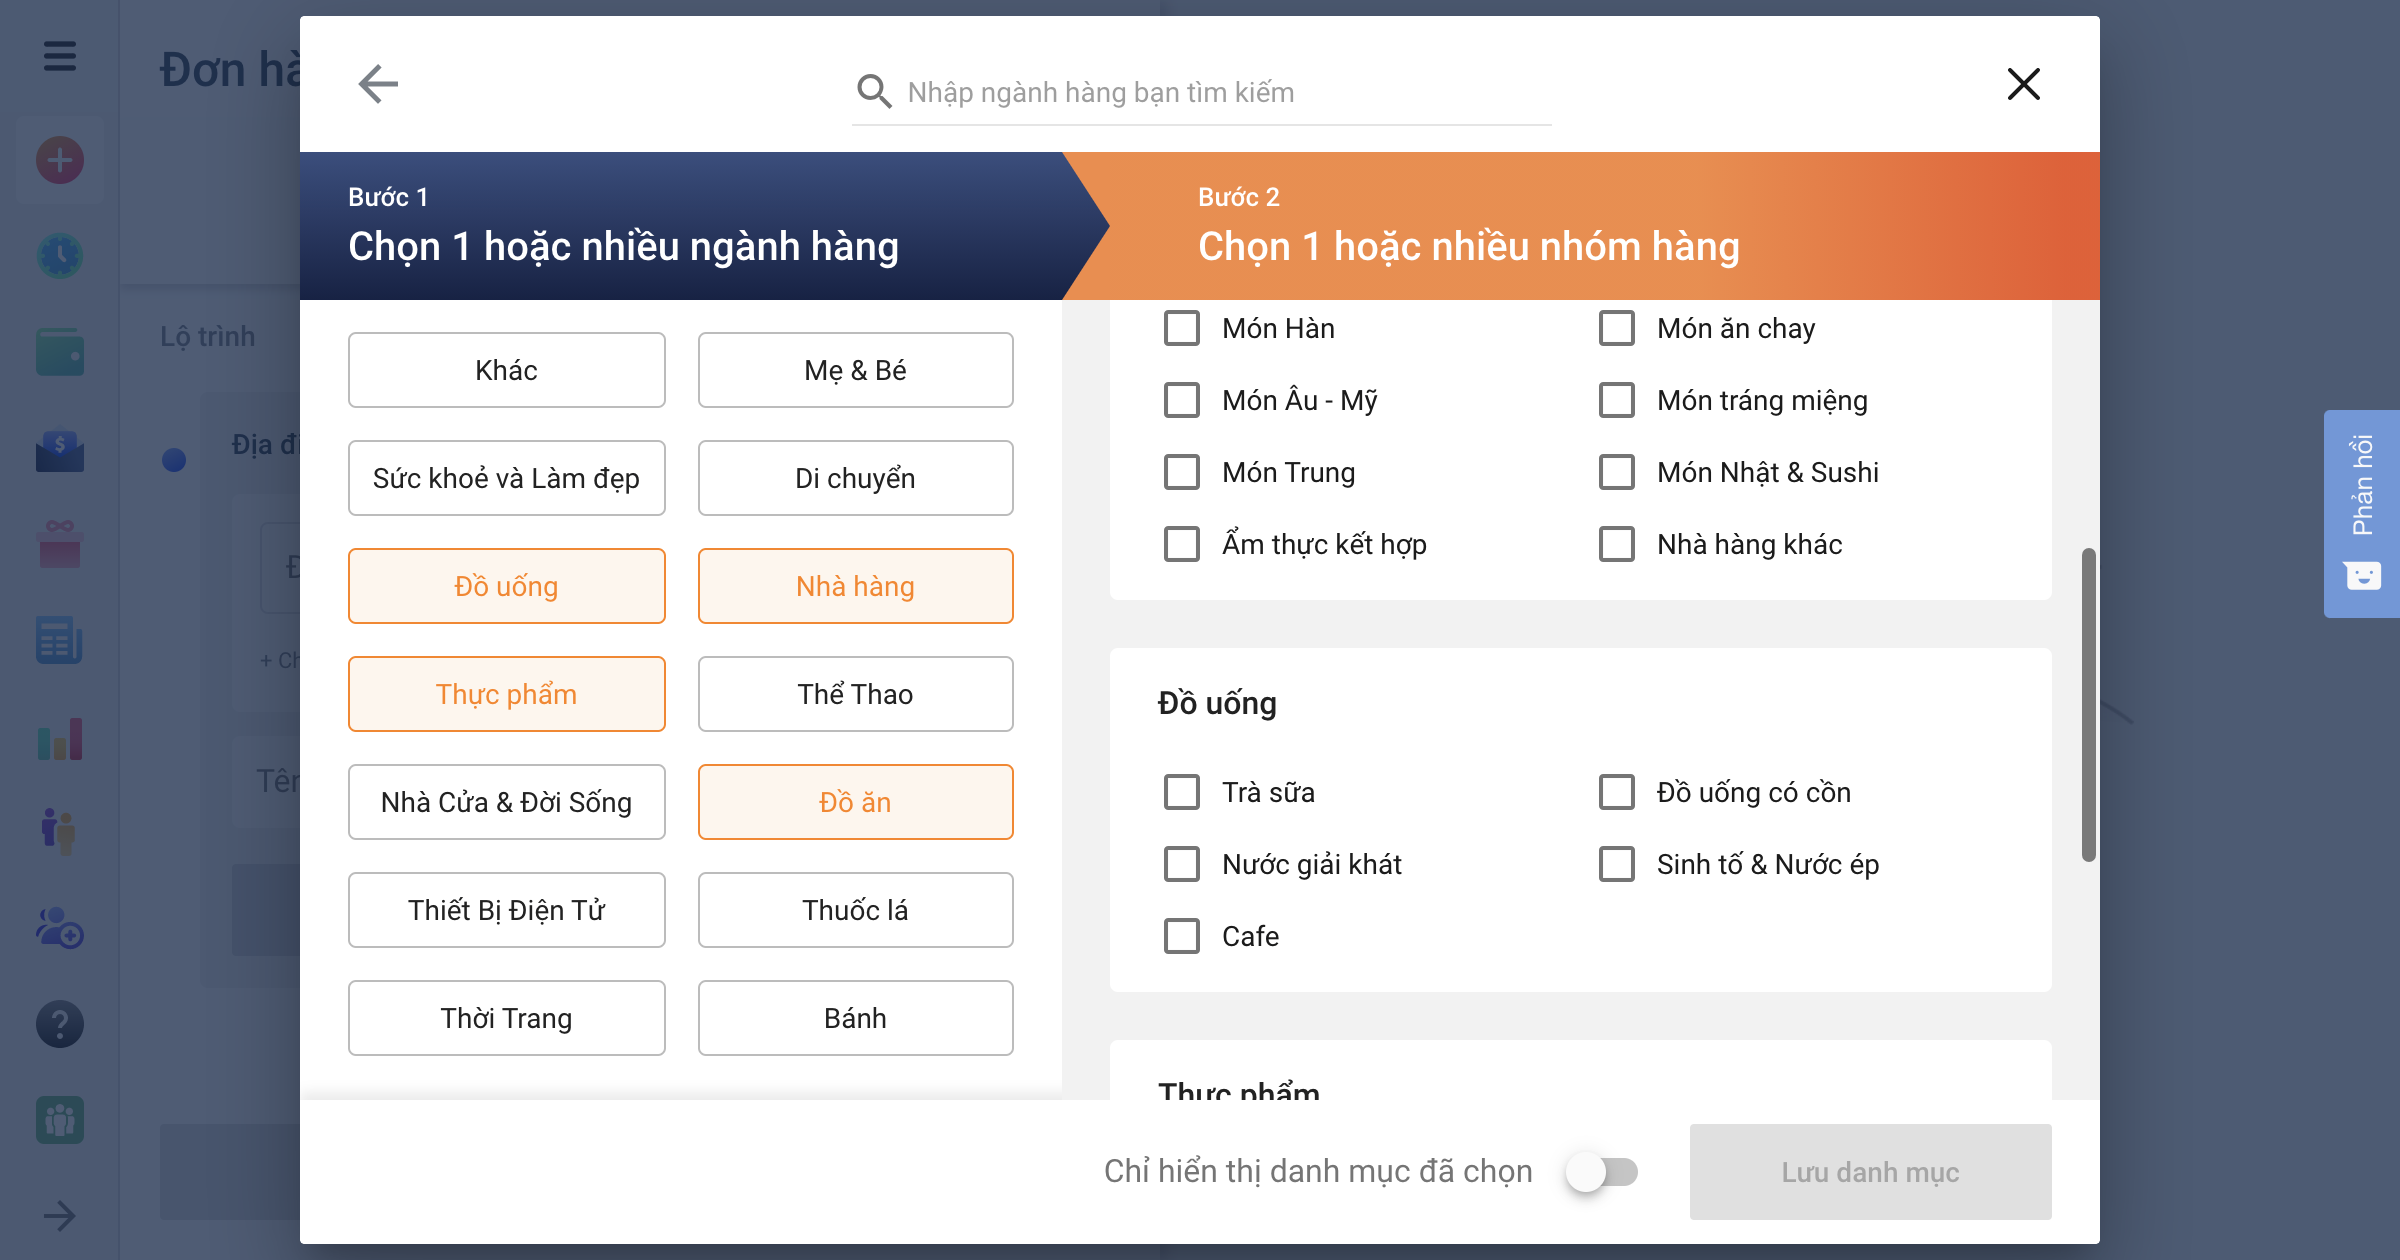 Đơn hà
Nhập ngành hàng bạn tìm kiếm
Bước 1
Chọn 1 hoặc nhiều ngành hàng
Bước 2
Chọn 1 hoặc nhiều nhóm hàng
Lộ trình
Địa đi
+ Ch
Tên
Khác
Mẹ & Bé
Sức khoẻ và Làm đẹp
Di chuyển
Đồ uống
Nhà hàng
Thực phẩm
Thể Thao
Nhà Cửa & Đời Sống
Đồ ăn
Thiết Bị Điện Tử
Thuốc lá
Thời Trang
Bánh
Món Hàn
Món ăn chay
Món Âu - Mỹ
Món tráng miệng
Món Trung
Món Nhật & Sushi
Ẩm thực kết hợp
Nhà hàng khác
Đồ uống
Trà sữa
Đồ uống có cồn
Nước giải khát
Sinh tố & Nước ép
Cafe
Thực phẩm
Chỉ hiển thị danh mục đã chọn
Lưu danh mục
Phản hồi